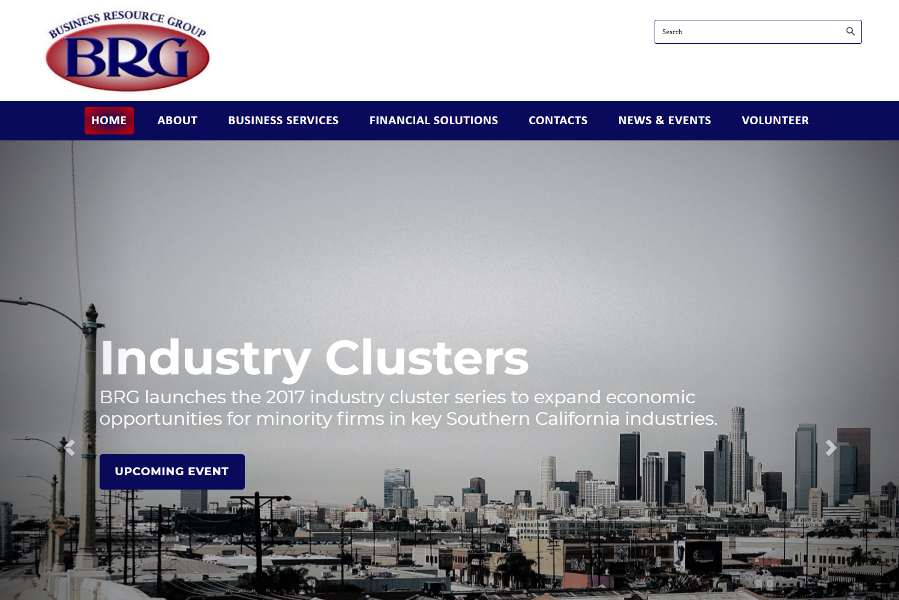 BUSINESS RESOURCE GROUP
BRG
Search
HOME ABOUT BUSINESS SERVICES FINANCIAL SOLUTIONS CONTACTS NEWS & EVENTS VOLUNTEER
Industry Clusters
BRG launches the 2017 industry cluster series to expand economic
opportunities for minority firms in key Southern California industries.
UPCOMING EVENT